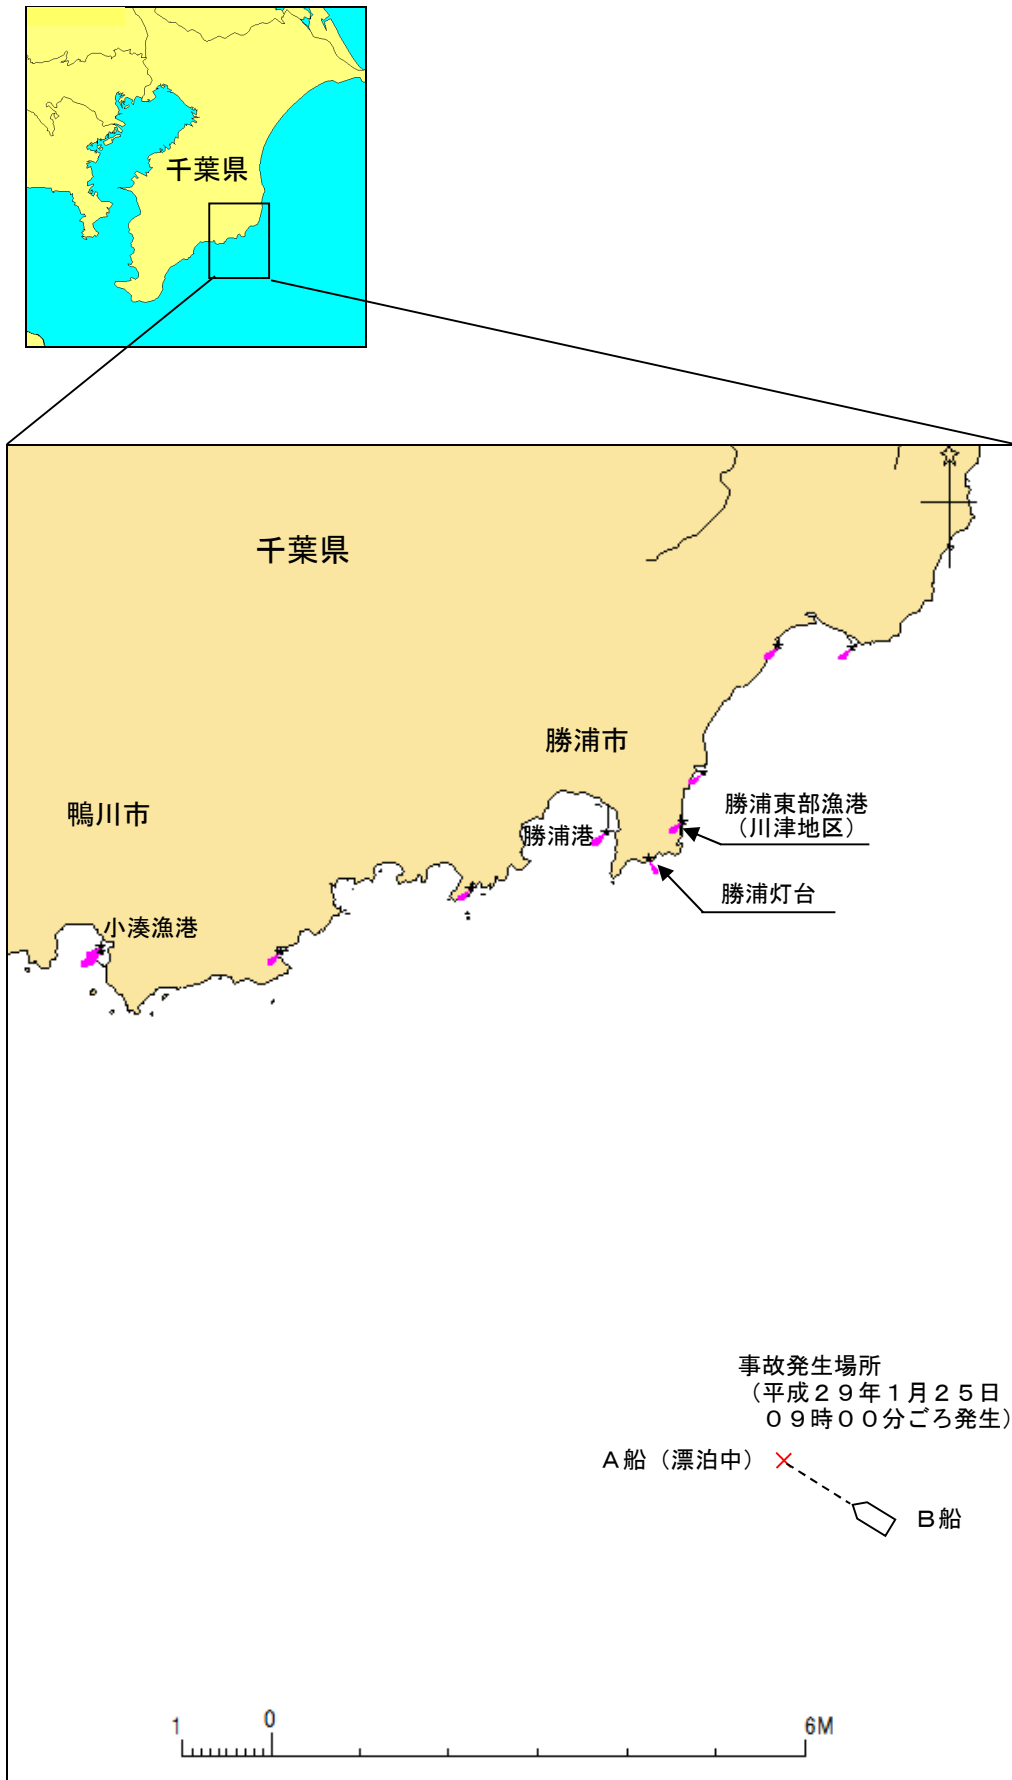 千葉県
千葉県
勝浦市
鴨川市
勝浦東部漁港
（川津地区）
勝浦港
勝浦灯台
小湊漁港
事故発生場所
（平成２９年１月２５日
０９時００分ごろ発生）
Ａ船（漂泊中）
Ｂ船
1 0 6M